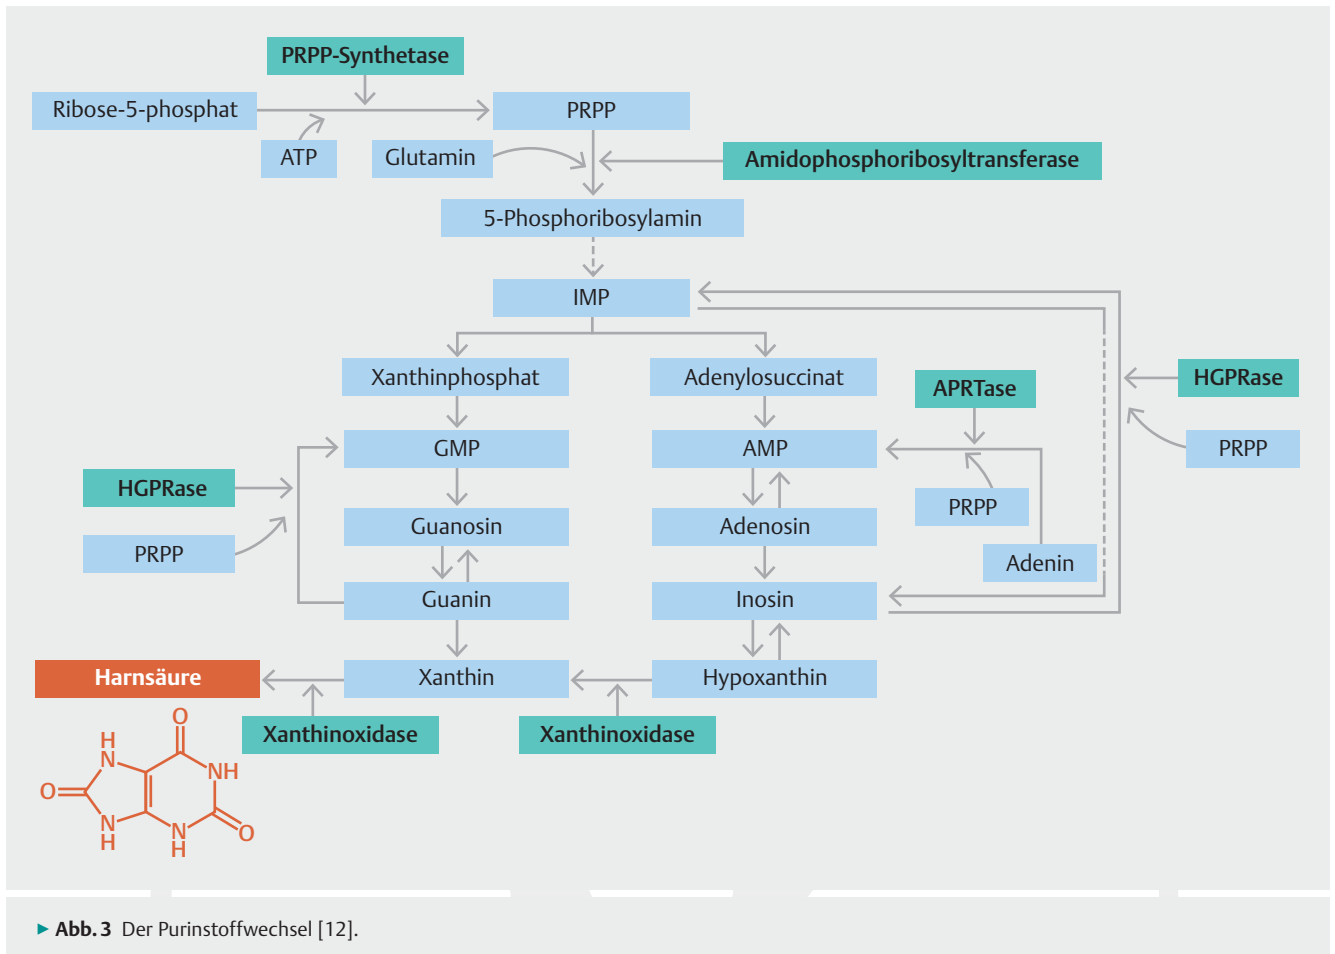 PRPP-Synthetase
Ribose-5-phosphat
PRPP
ATP
Glutamin
Amidophosphoribosyltransferase
5-Phosphoribosylamin
IMP
Xanthinphosphat
Adenylosuccinat
APRTase
HGPRase
GMP
AMP
PRPP
HGPRase
PRPP
Guanosin
Adenosin
PRPP
Adenin
Guanin
Inosin
Harnsäure
Xanthin
Hypoxanthin
Xanthinoxidase
Xanthinoxidase
O
H
N
NH
O
N
H
N
H
O
▶ Abb. 3 Der Purinstoffwechsel [12].